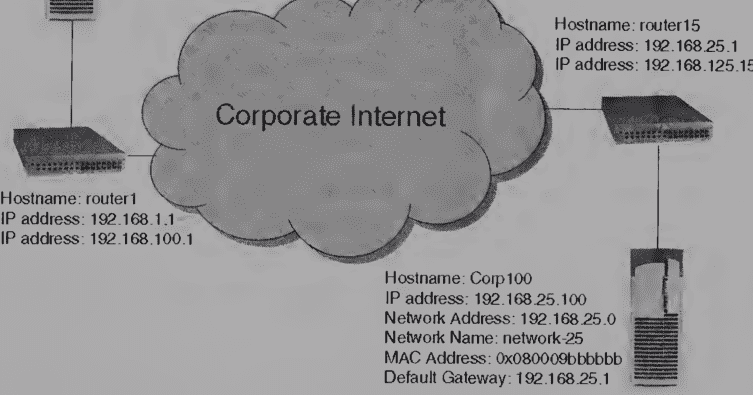 Hostname: router15
IP address: 192.168.25.1
IP address: 192.168.125.15
Corporate Internet
Hostname: router1
IP address: 192.168.1.1
IP address: 192.168.100.1
Hostname: Corp100
IP address: 192.168.25.100
Network Address: 192.168.25.0
Network Name: network-25
MAC Address: 0x080009bbbbbb
Default Gateway: 192.168.25.1